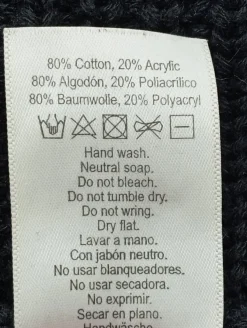 80% Cotton, 20% Acrylic
80% Algodón, 20% Poliacrílico
80% Baumwolle, 20% Polyacryl
Hand wash.
Neutral soap.
Do not bleach.
Do not tumble dry.
Do not wring.
Dry flat.
Lavar a mano.
Con jabón neutro.
No usar blanqueadores.
No usar secadora.
No exprimir.
Secar en plano.
Handwäsche